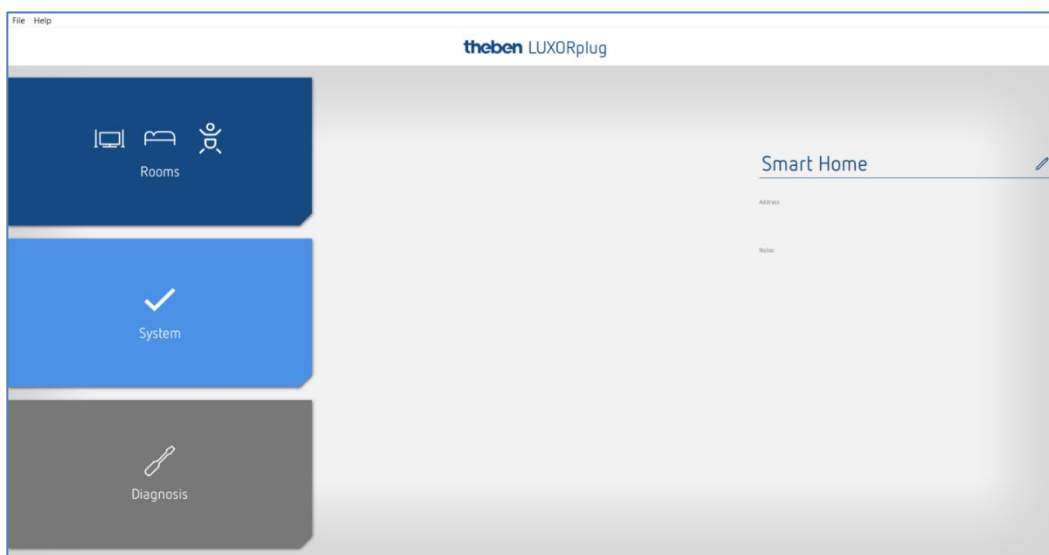 File Help
theben LUXORplug
Rooms
Smart Home
Address
Notes
System
Diagnosis